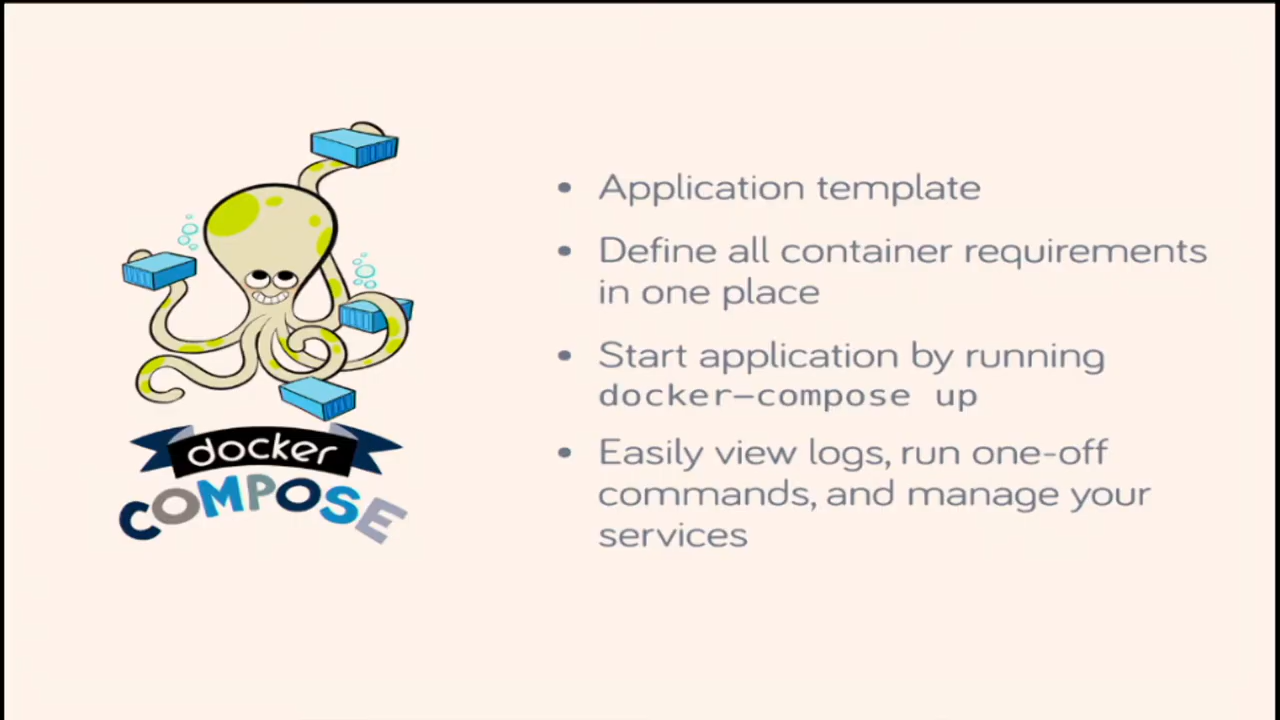 docker
COMPOSE
• Application template
• Define all container requirements
in one place
• Start application by running
docker-compose up
• Easily view logs, run one-off
commands, and manage your
services